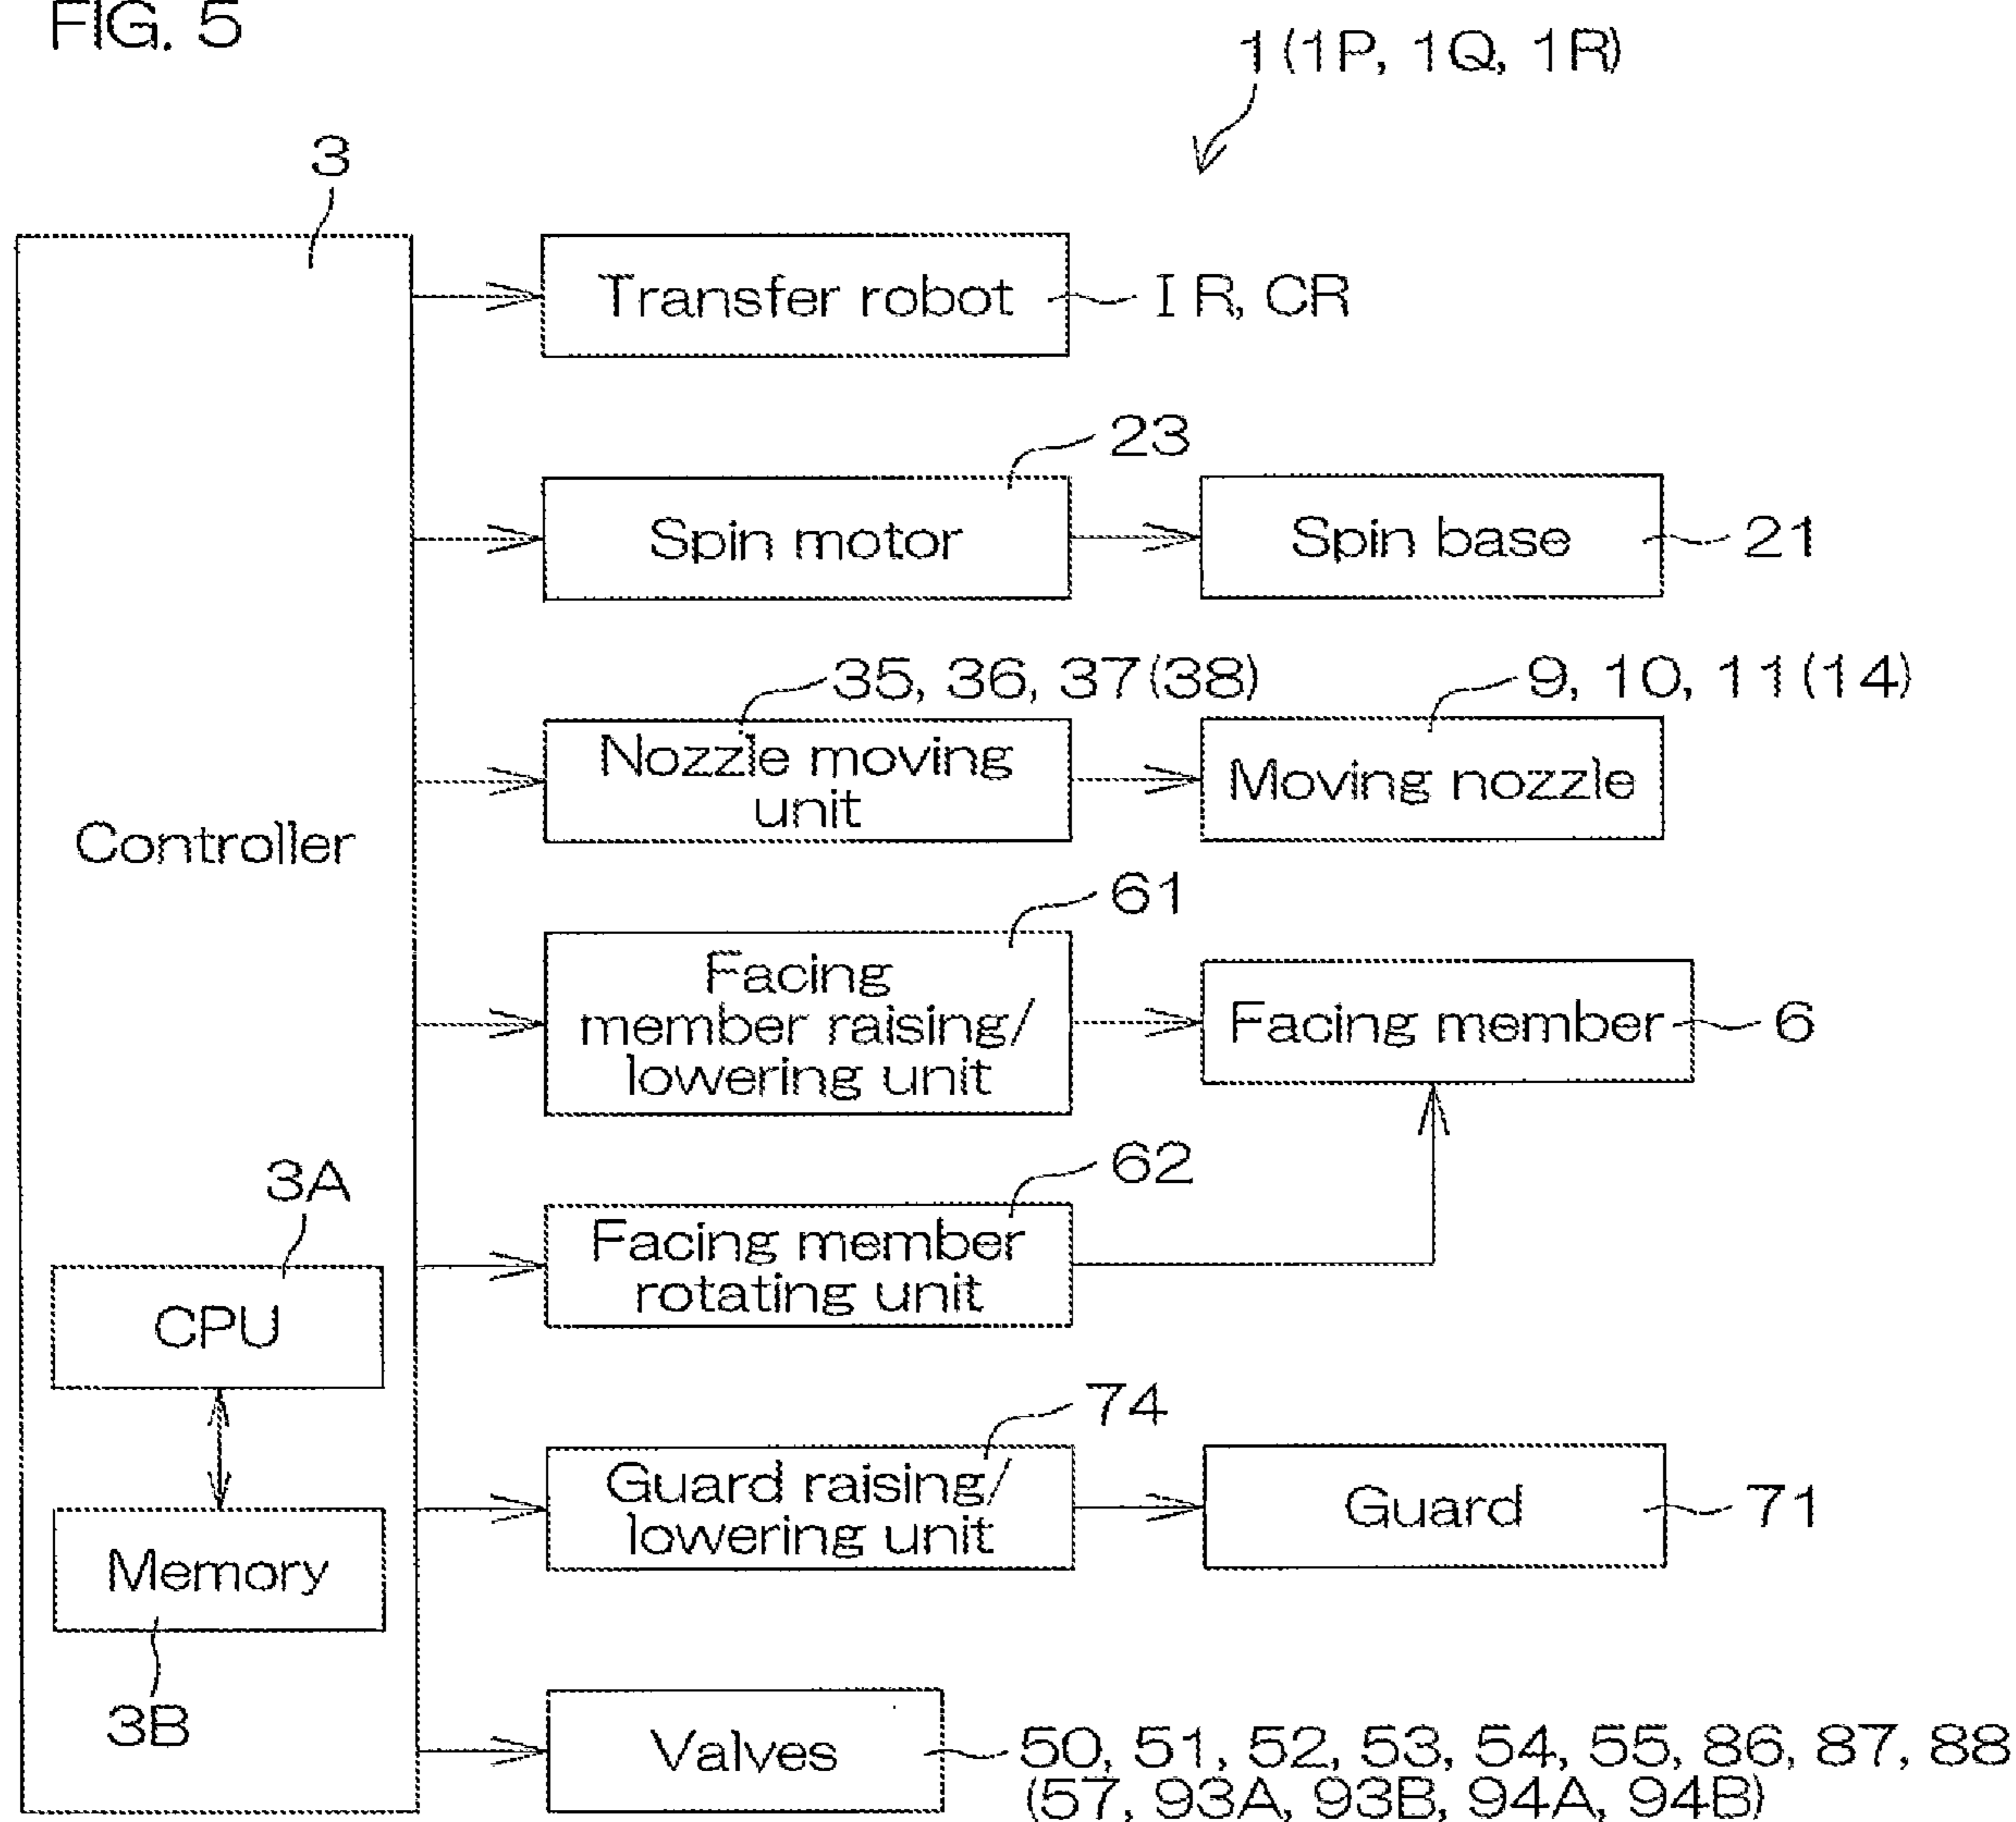 FIG. 5
1 (1P, 1Q, 1R)
3
Transfer robot
IR, CR
23
Spin motor
Spin base
21
35, 36, 37 (38)
9, 10, 11 (14)
Nozzle moving
unit
Moving nozzle
Controller
61
Facing
member raising/
lowering unit
Facing member
6
62
3A
Facing member
rotating unit
CPU
74
Guard raising/
lowering unit
Guard
71
Memory
3B
Valves
50, 51, 52, 53, 54, 55, 86, 87, 88
(57, 93A, 93B, 94A, 94B)